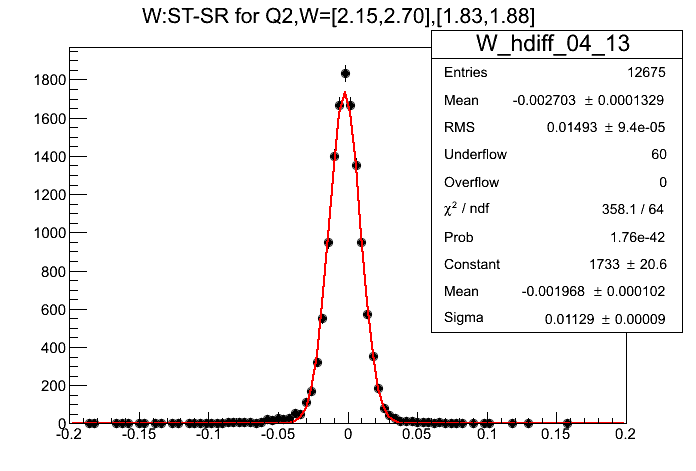 W:ST-SR for Q2,W=[2.15,2.70],[1.83,1.88]
W_hdiff_04_13
Entries 12675
Mean -0.002703 ± 0.0001329
RMS 0.01493 ± 9.4e-05
Underflow 60
Overflow 0
χ² / ndf 358.1 / 64
Prob 1.76e-42
Constant 1733 ± 20.6
Mean -0.001968 ± 0.000102
Sigma 0.01129 ± 0.00009
1800
1600
1400
1200
1000
800
600
400
200
0
-0.2 -0.15 -0.1 -0.05 0 0.05 0.1 0.15 0.2